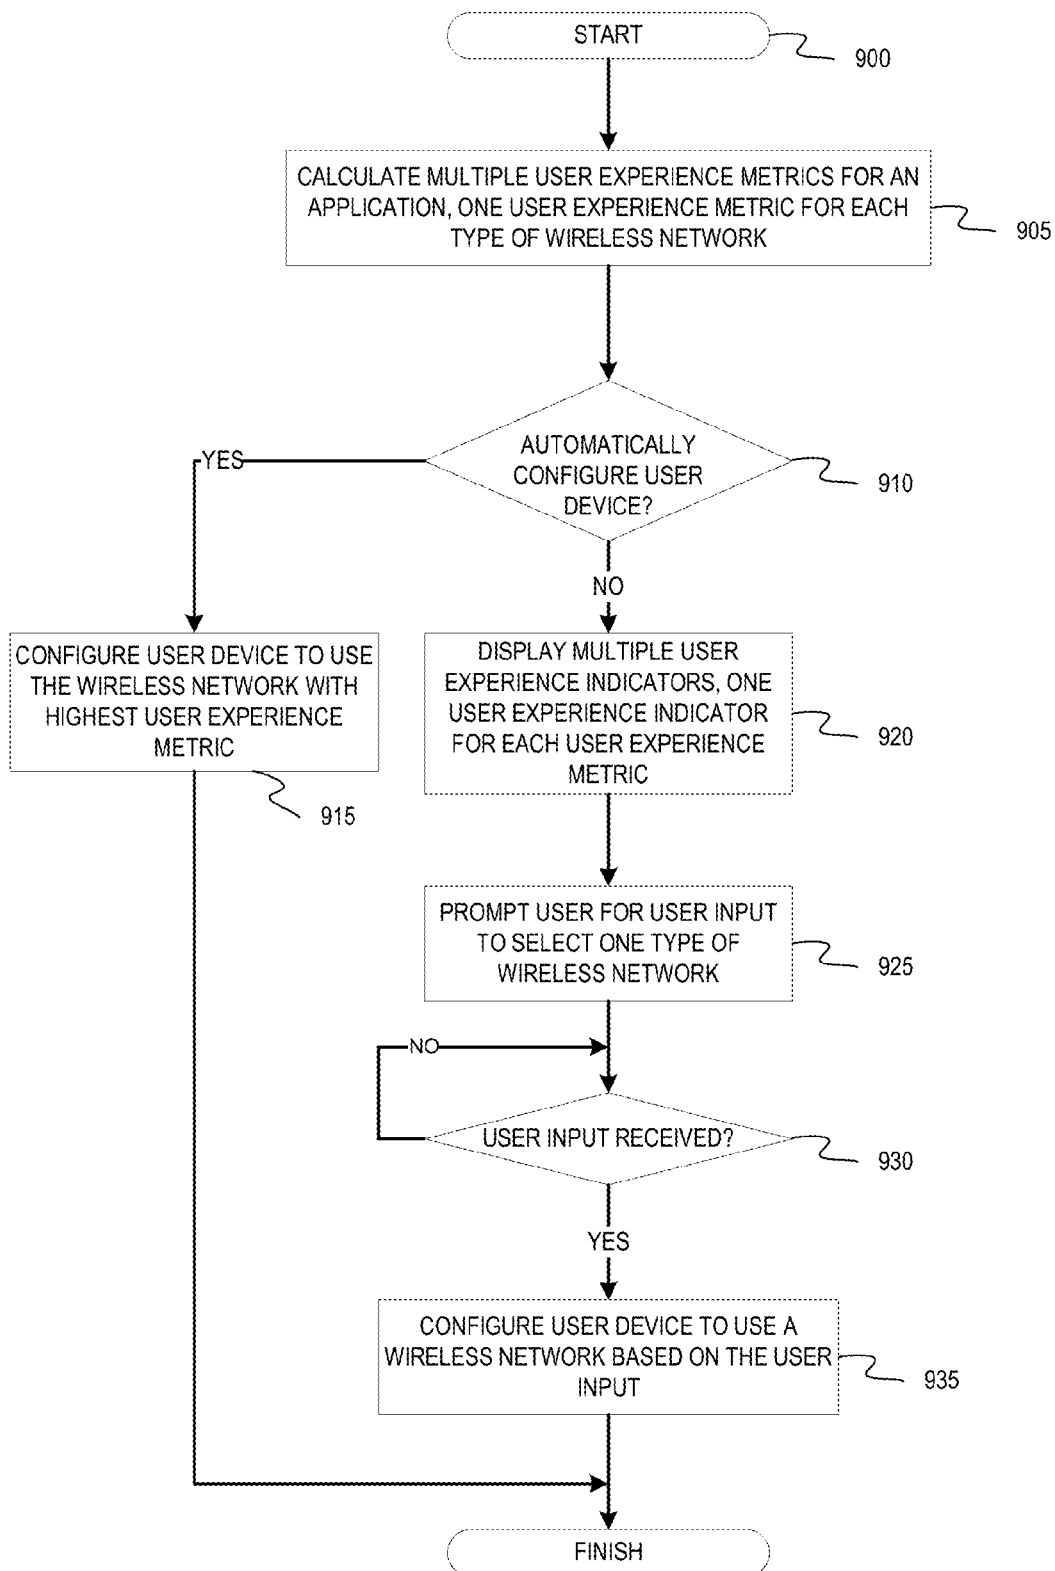 START
900
CALCULATE MULTIPLE USER EXPERIENCE METRICS FOR AN
APPLICATION, ONE USER EXPERIENCE METRIC FOR EACH
TYPE OF WIRELESS NETWORK
905
AUTOMATICALLY
CONFIGURE USER
DEVICE?
910
YES
NO
CONFIGURE USER DEVICE TO USE
THE WIRELESS NETWORK WITH
HIGHEST USER EXPERIENCE
METRIC
915
DISPLAY MULTIPLE USER
EXPERIENCE INDICATORS, ONE
USER EXPERIENCE INDICATOR
FOR EACH USER EXPERIENCE
METRIC
920
PROMPT USER FOR USER INPUT
TO SELECT ONE TYPE OF
WIRELESS NETWORK
925
NO
USER INPUT RECEIVED?
930
YES
CONFIGURE USER DEVICE TO USE A
WIRELESS NETWORK BASED ON THE USER
INPUT
935
FINISH